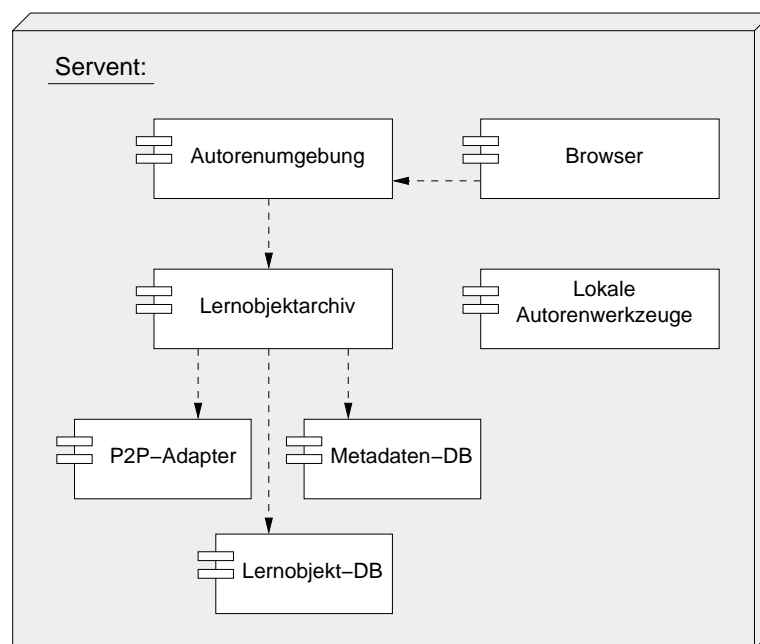 Servent:
Autorenumgebung
Browser
Lernobjektarchiv
Lokale
Autorenwerkzeuge
P2P−Adapter
Metadaten−DB
Lernobjekt−DB